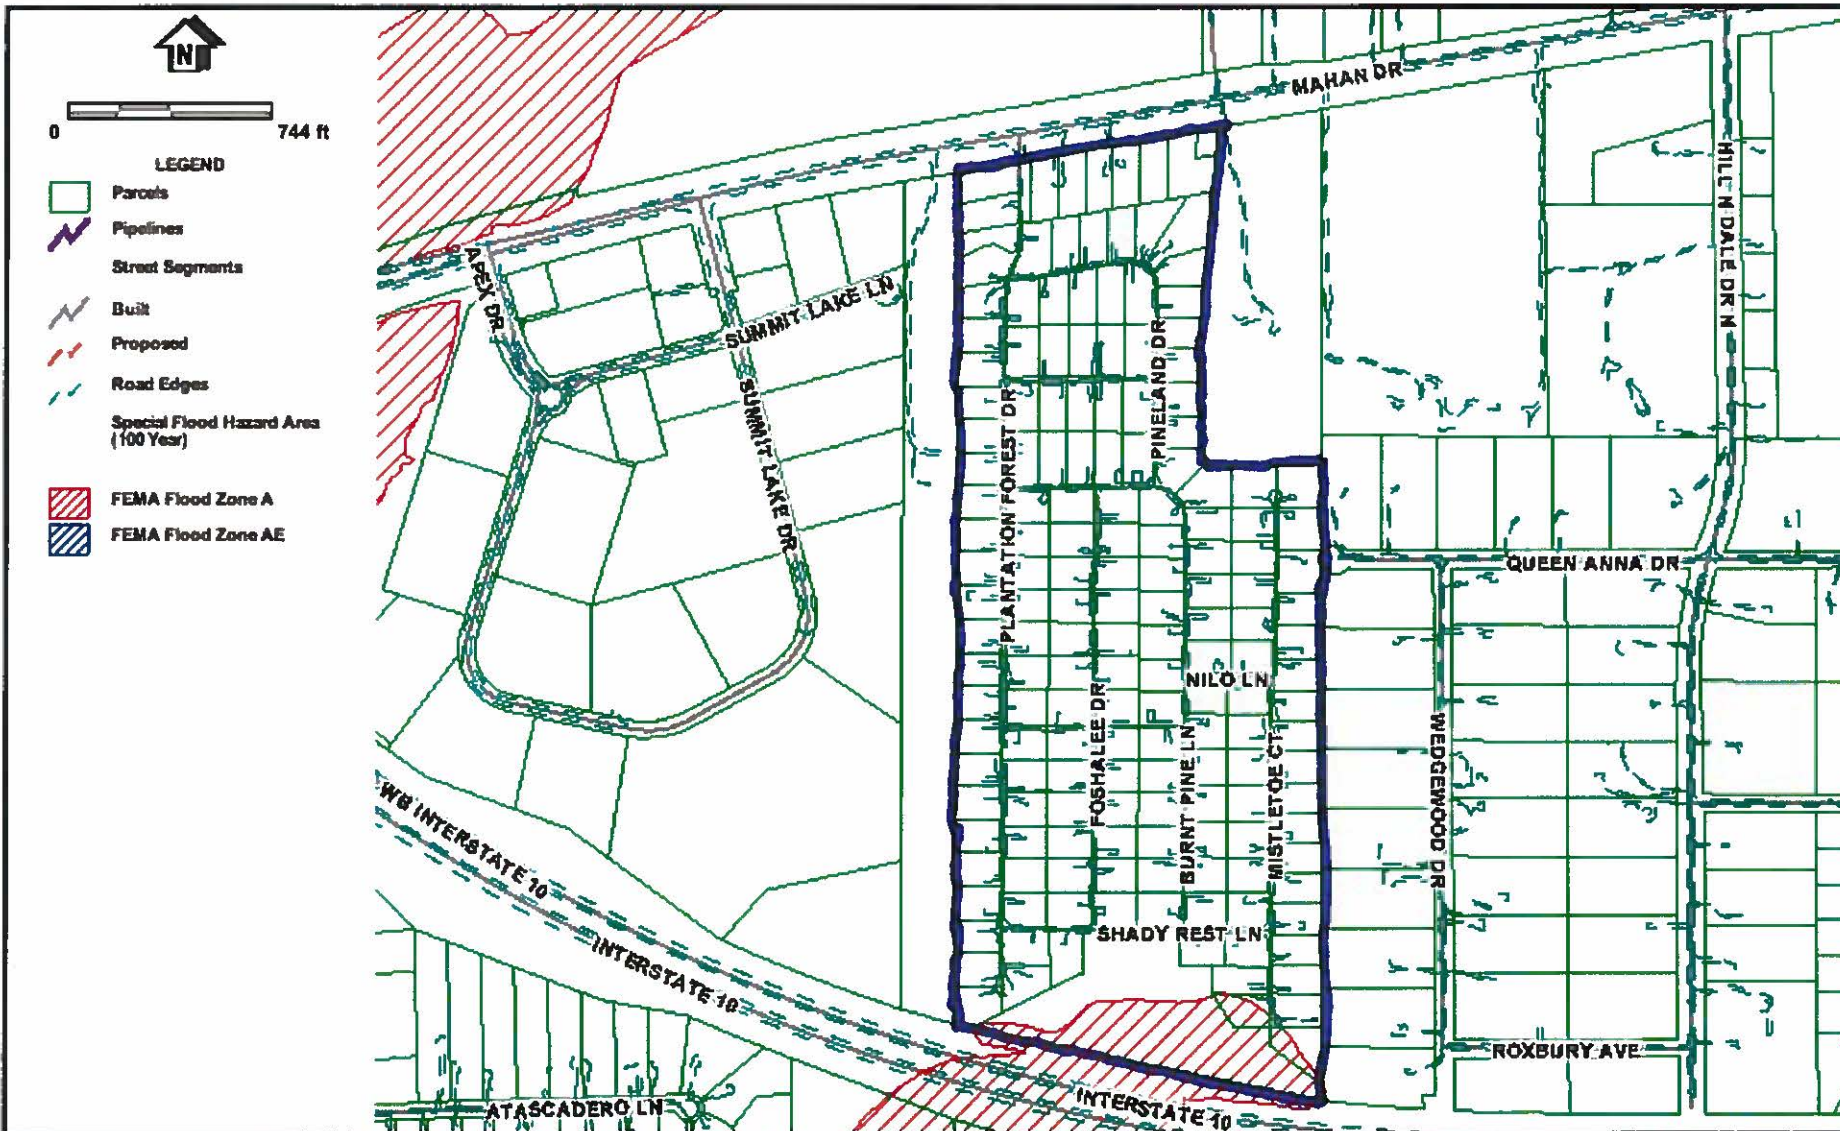 N
0 744 ft
LEGEND
Parcels
Pipelines
Street Segments
Built
Proposed
Road Edges
Special Flood Hazard Area
(100 Year)
FEMA Flood Zone A
FEMA Flood Zone AE
MAHAN DR
HILL N DALE DR N
APEX DR
SUMMIT LAKE LN
SUMMIT LAKE DR
PLANTATION FOREST DR
PINELAND DR
QUEEN ANNA DR
NILO LN
FOSHALEE DR
BURNT PINE LN
MISTLETOE CT
WEDGEWOOD DR
WB INTERSTATE 10
INTERSTATE 10
SHADY REST LN
ROXBURY AVE
INTERSTATE 10
ATASCADERO LN